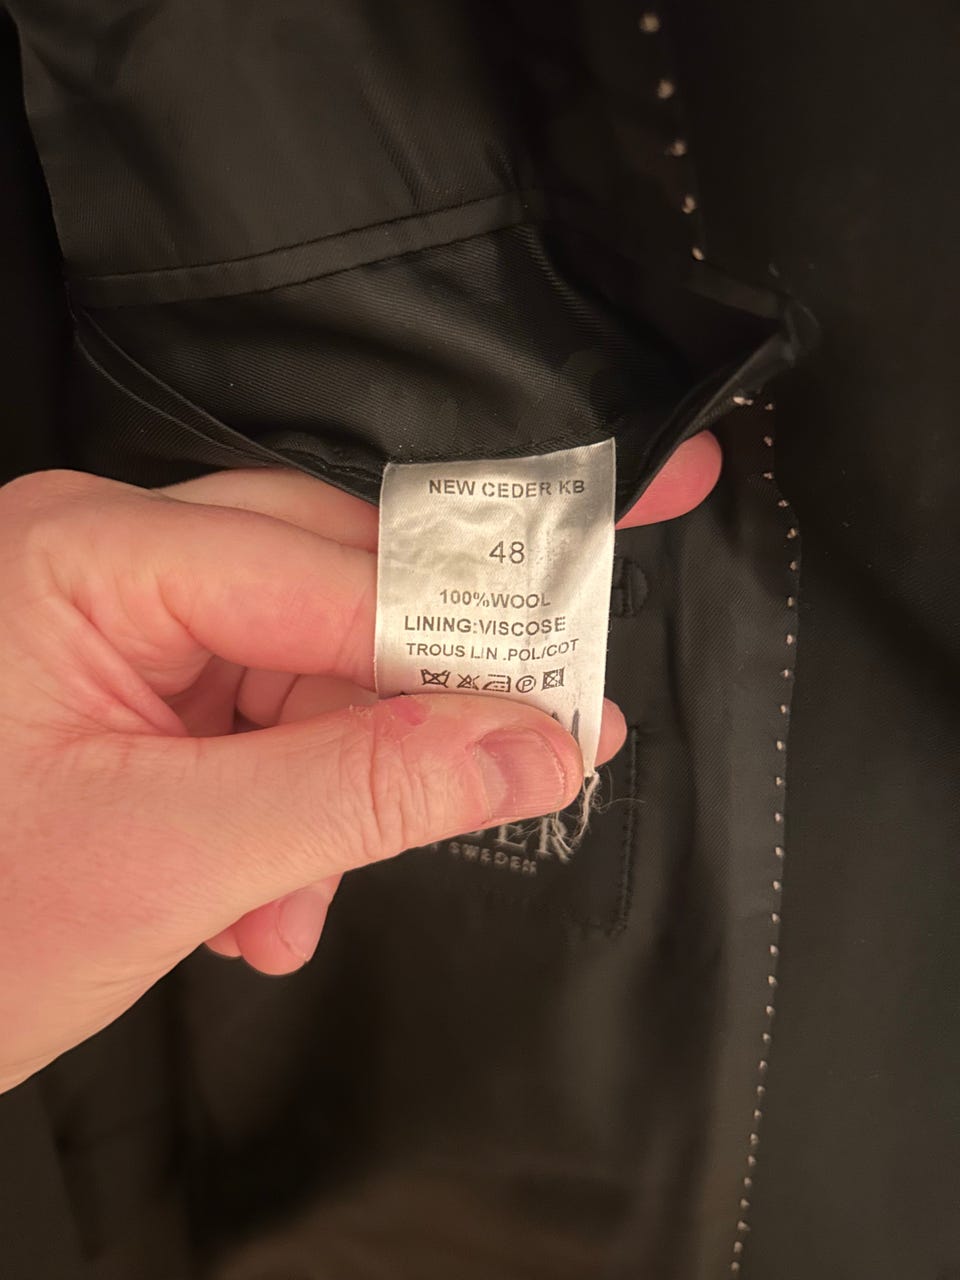 NEW CEDER KB
48
100%WOOL
LINING:VISCOSE
TROUS LIN .POL/COT
P
SWEDEN